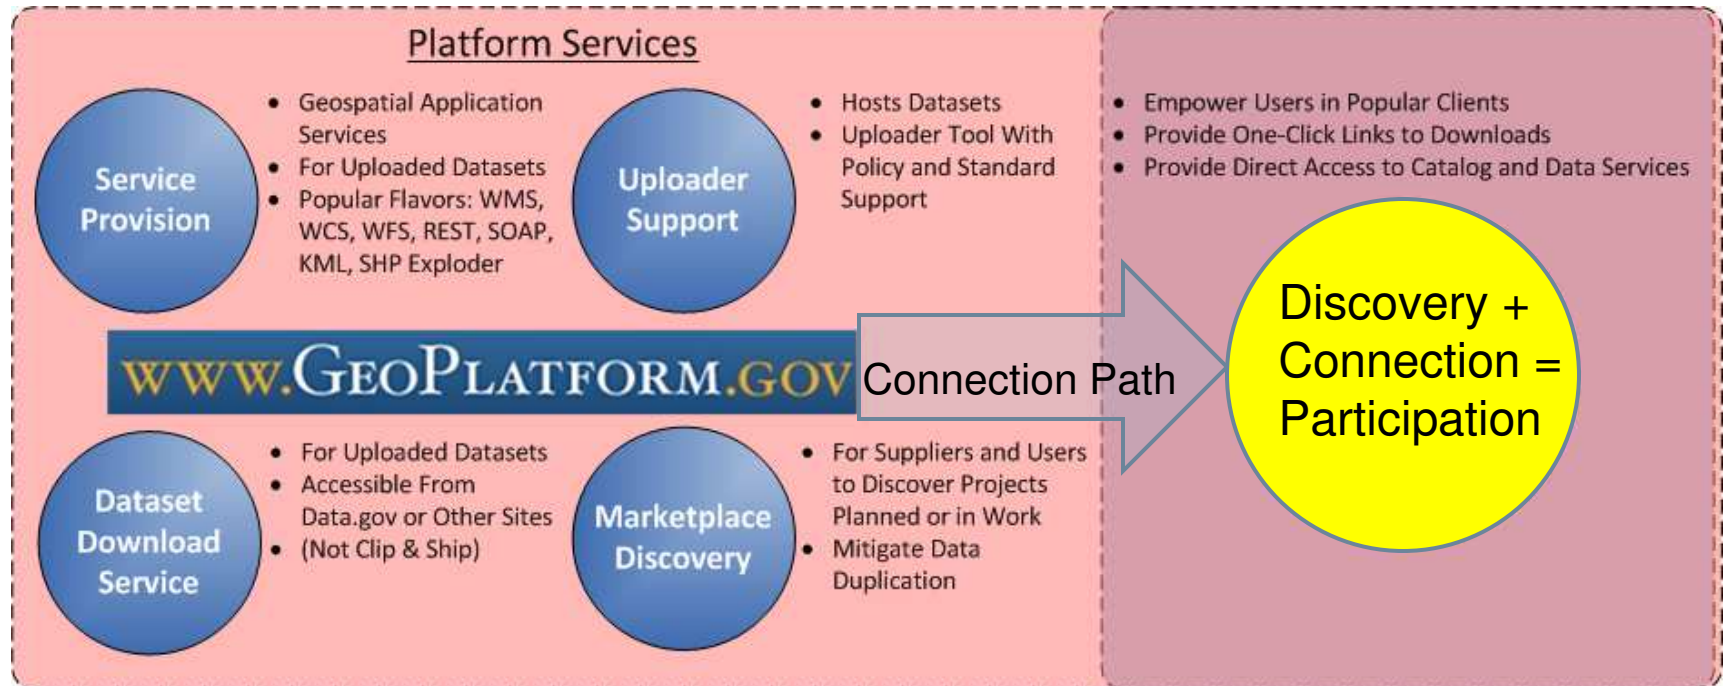 Platform Services
Service
Provision
• Geospatial Application
Services
• For Uploaded Datasets
• Popular Flavors: WMS,
WCS, WFS, REST, SOAP,
KML, SHP Exploder
Uploader
Support
• Hosts Datasets
• Uploader Tool With
Policy and Standard
Support
• Empower Users in Popular Clients
• Provide One-Click Links to Downloads
• Provide Direct Access to Catalog and Data Services
www.GeoPlatform.gov
Connection Path
Discovery +
Connection =
Participation
Dataset
Download
Service
• For Uploaded Datasets
• Accessible From
Data.gov or Other Sites
• (Not Clip & Ship)
Marketplace
Discovery
• For Suppliers and Users
to Discover Projects
Planned or in Work
• Mitigate Data
Duplication